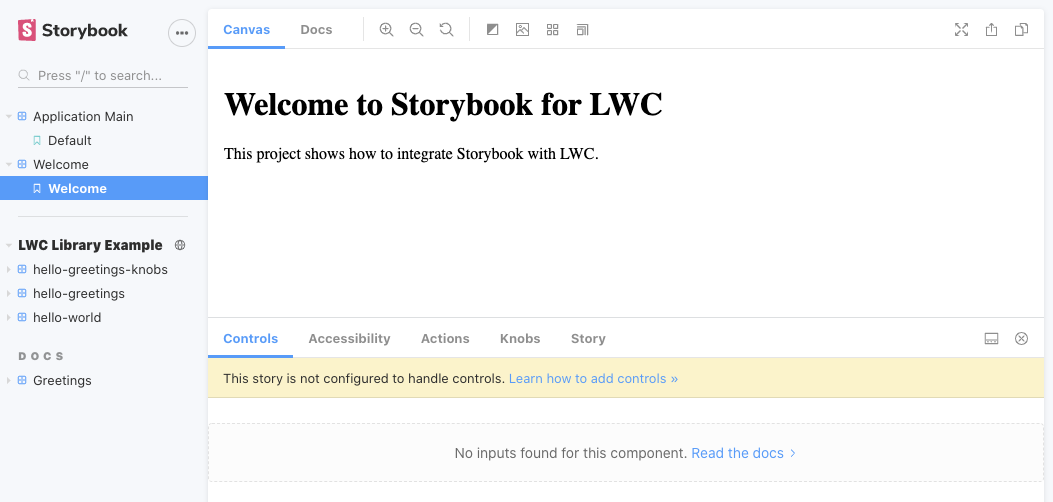 Storybook
Press "/" to search...
Application Main
Default
Welcome
Welcome
LWC Library Example
hello-greetings-knobs
hello-greetings
hello-world
DOCS
Greetings
Canvas Docs
Welcome to Storybook for LWC
This project shows how to integrate Storybook with LWC.
Controls Accessibility Actions Knobs Story
This story is not configured to handle controls. Learn how to add controls »
No inputs found for this component. Read the docs